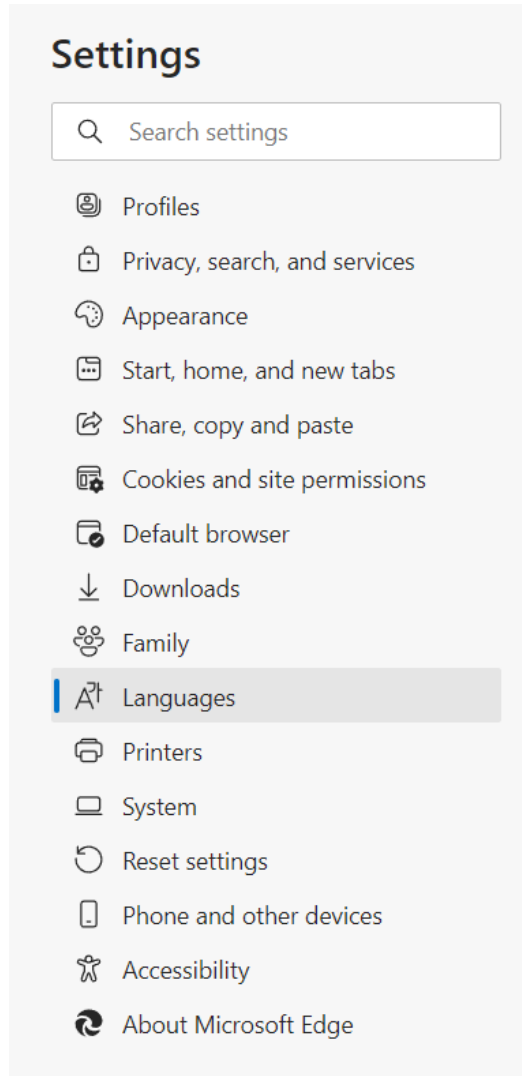 Settings
Search settings
Profiles
Privacy, search, and services
Appearance
Start, home, and new tabs
Share, copy and paste
Cookies and site permissions
Default browser
Downloads
Family
Languages
Printers
System
Reset settings
Phone and other devices
Accessibility
About Microsoft Edge